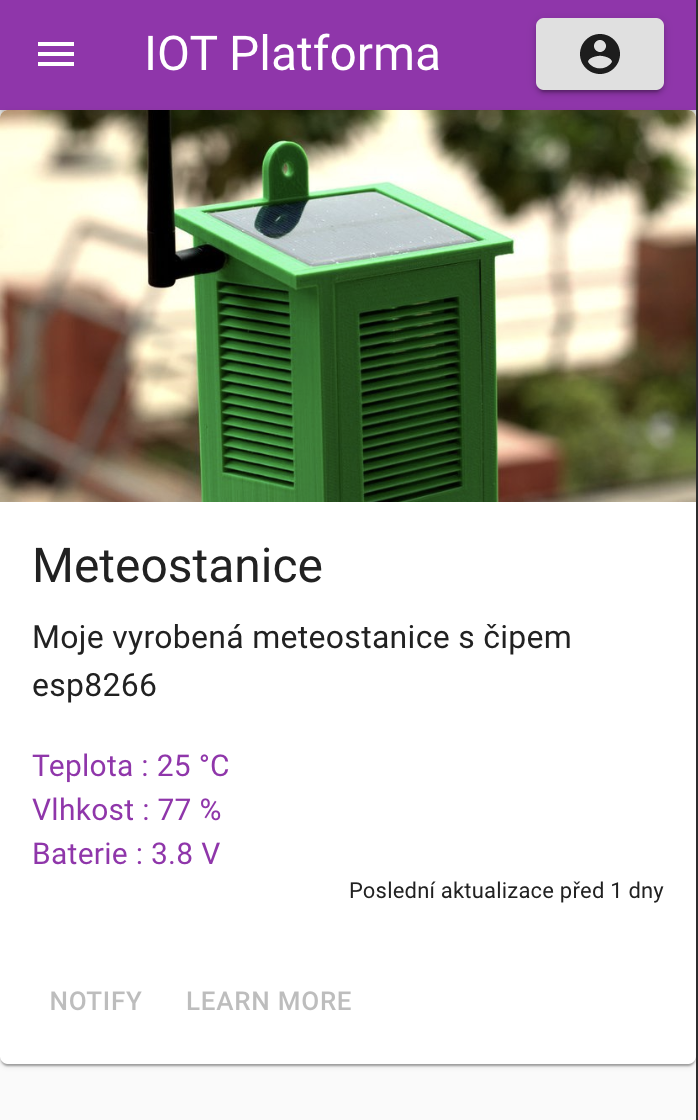 IOT Platforma
Meteostanice
Moje vyrobená meteostanice s čipem
esp8266
Teplota : 25 °C
Vlhkost : 77 %
Baterie : 3.8 V
Poslední aktualizace před 1 dny
NOTIFY LEARN MORE